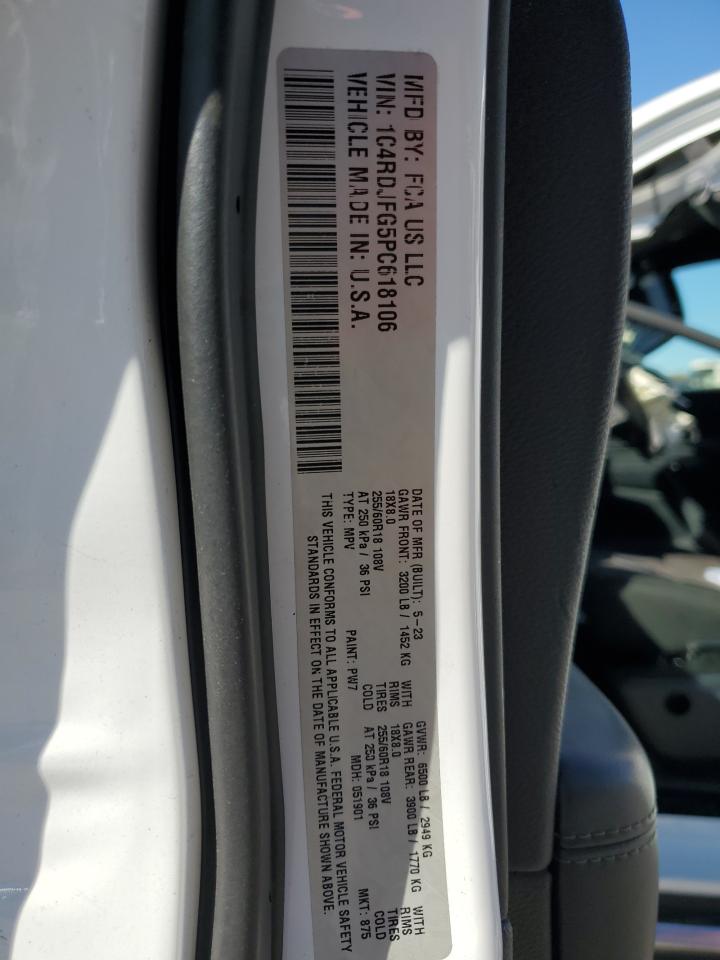 MFD BY: FCA US LLC
VIN: 1C4RDJFG5PC618106
VEHICLE MADE IN: U.S.A.
DATE OF MFR (BUILT): 5-23 GVWR: 6500 LB / 2949 KG
GAWR FRONT: 3200 LB / 1452 KG WITH GAWR REAR: 3900 LB / 1770 KG WITH
18X8.0 RIMS 18X8.0 RIMS
255/60R18 108V TIRES 255/60R18 108V TIRES
AT 250 kPa / 36 PSI COLD AT 250 kPa / 36 PSI COLD
TYPE: MPV PAINT: PW7 MDH: 051901 MKT: 875
THIS VEHICLE CONFORMS TO ALL APPLICABLE U.S.A. FEDERAL MOTOR VEHICLE SAFETY
STANDARDS IN EFFECT ON THE DATE OF MANUFACTURE SHOWN ABOVE.